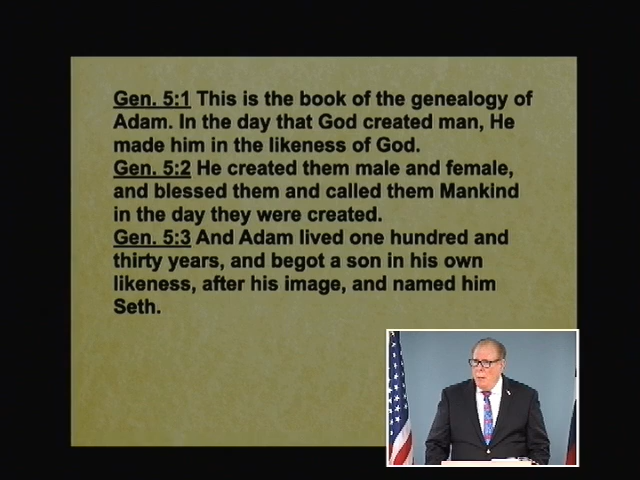 Gen. 5:1 This is the book of the genealogy of
Adam. In the day that God created man, He
made him in the likeness of God.
Gen. 5:2 He created them male and female,
and blessed them and called them Mankind
in the day they were created.
Gen. 5:3 And Adam lived one hundred and
thirty years, and begot a son in his own
likeness, after his image, and named him
Seth.